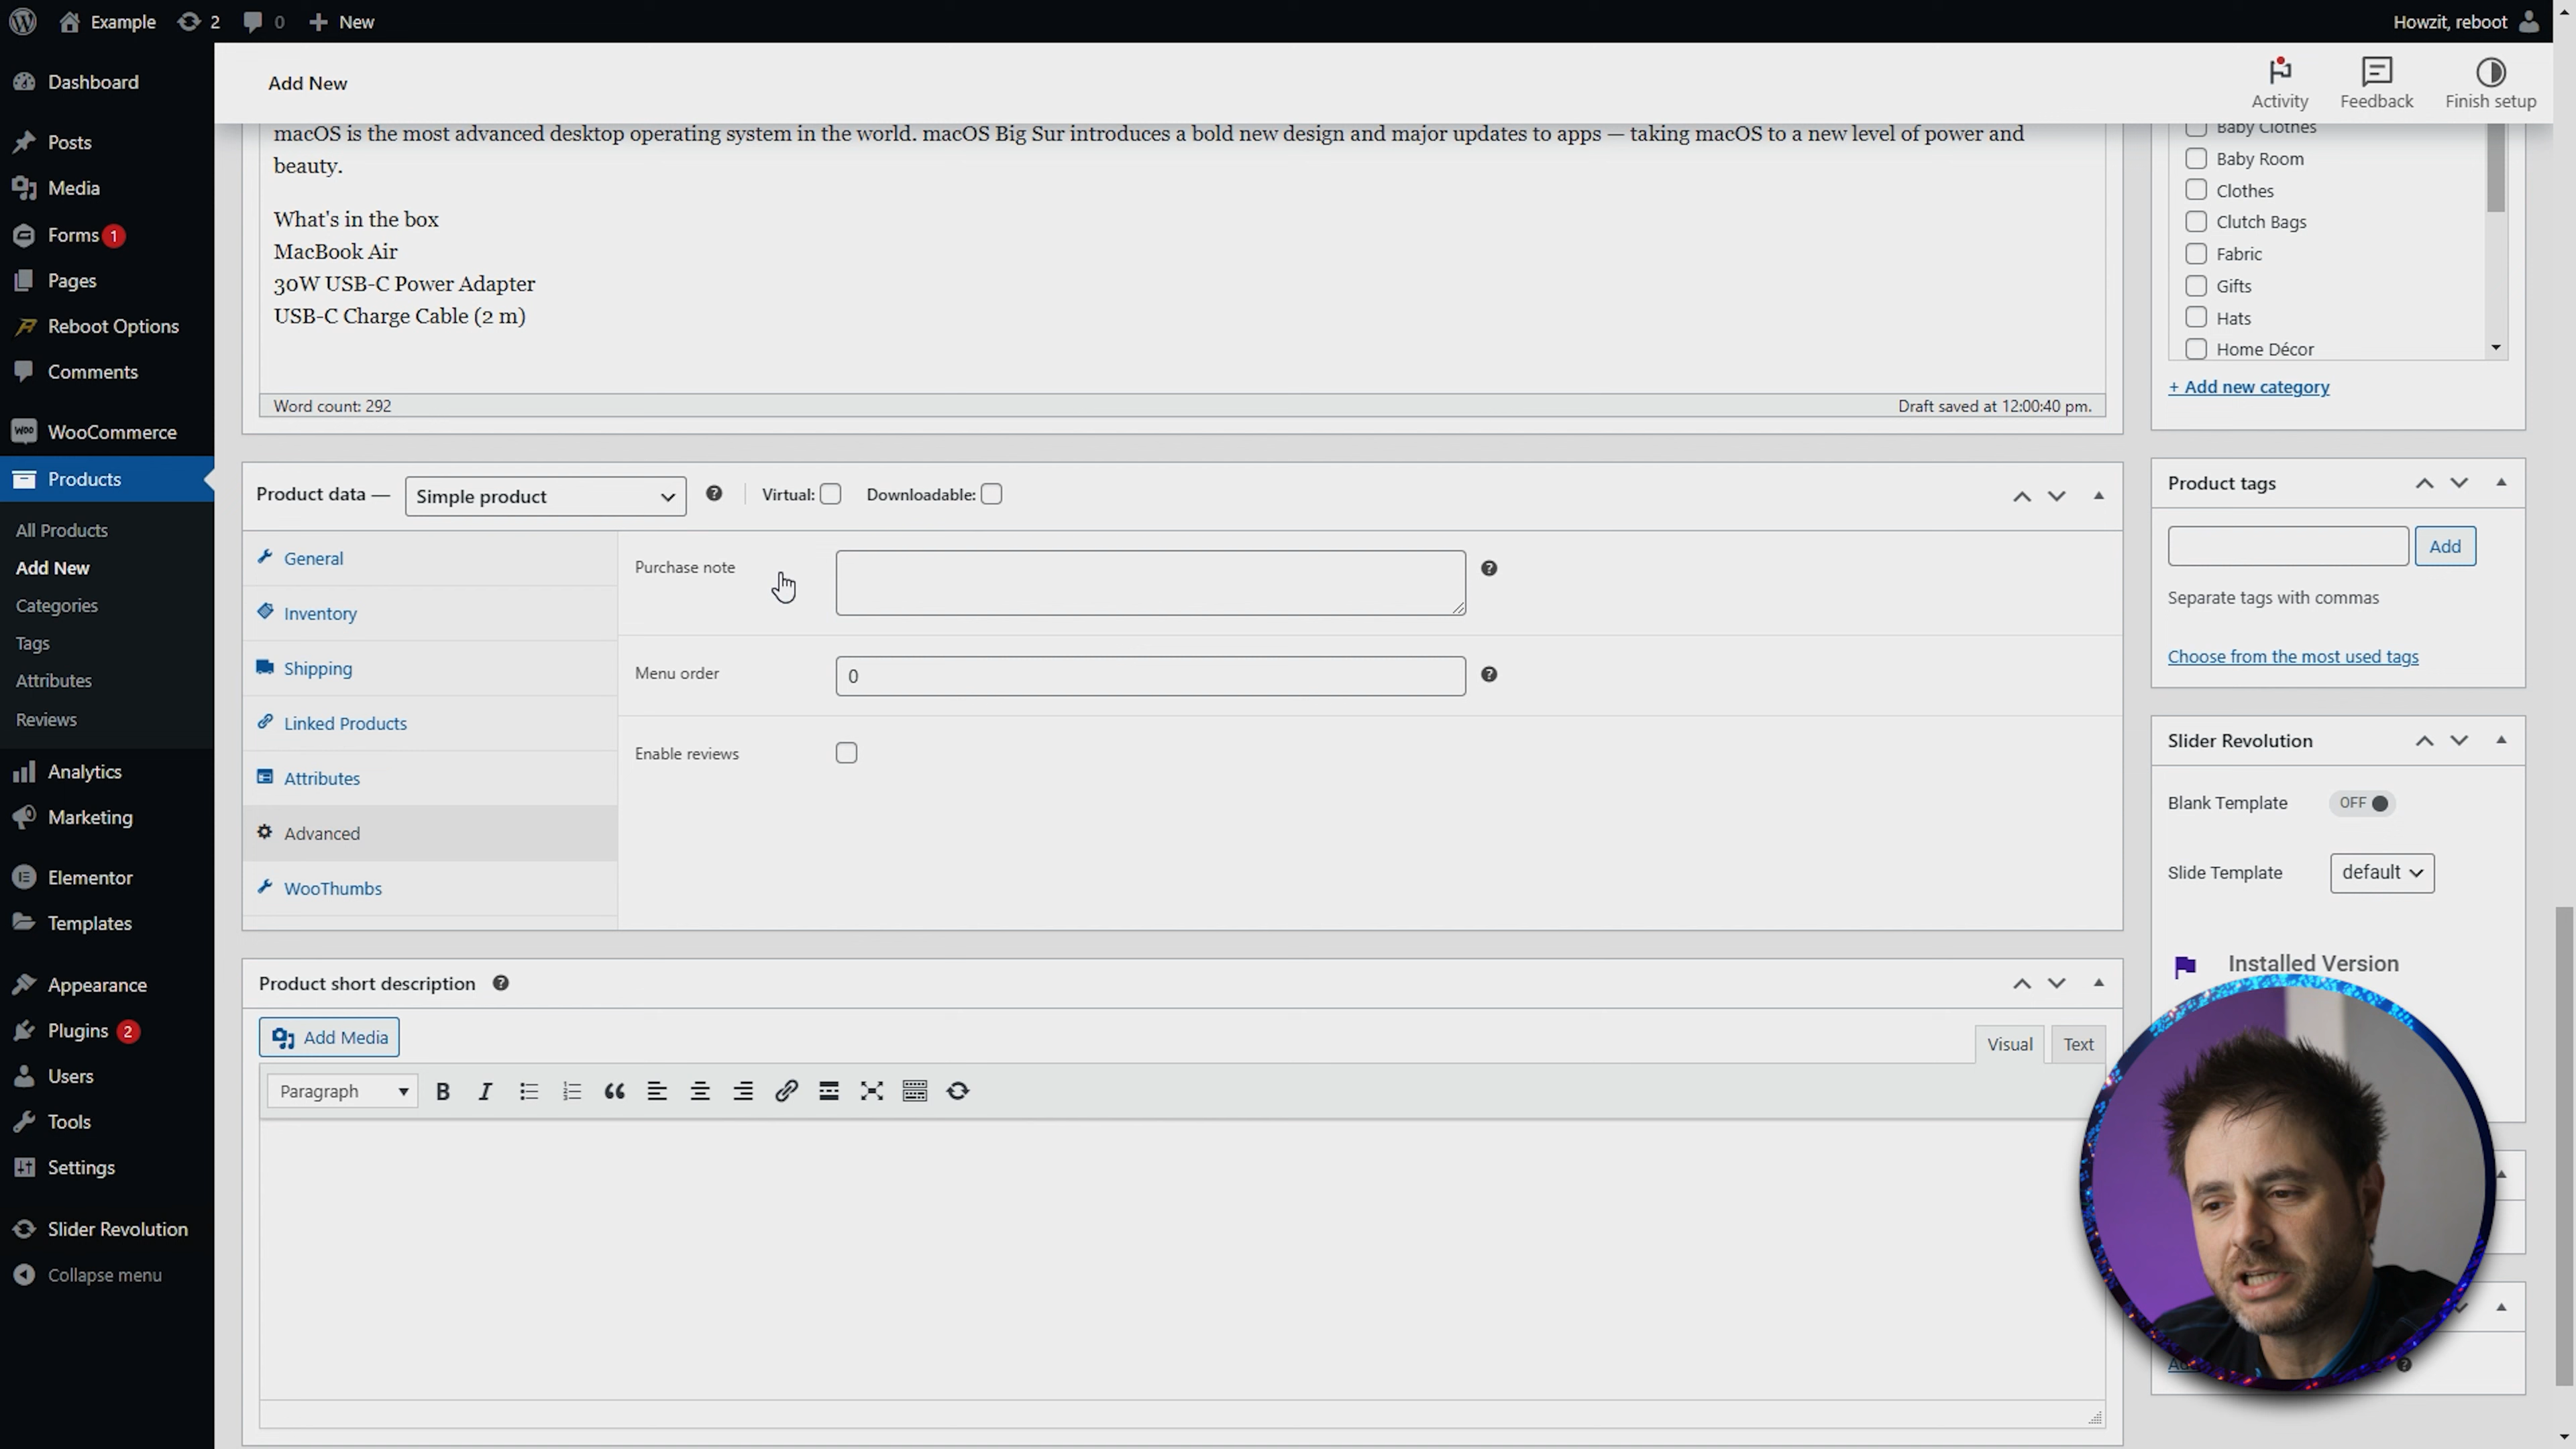 Example
2
0
New
Howzit, reboot
Dashboard
Posts
Media
Forms 1
Pages
Reboot Options
Comments
WooCommerce
Products
All Products
Add New
Categories
Tags
Attributes
Reviews
Analytics
Marketing
Elementor
Templates
Appearance
Plugins 2
Users
Tools
Settings
Slider Revolution
Collapse menu
Add New
Activity
Feedback
Finish setup
macOS is the most advanced desktop operating system in the world. macOS Big Sur introduces a bold new design and major updates to apps — taking macOS to a new level of power and
beauty.
What's in the box
MacBook Air
30W USB-C Power Adapter
USB-C Charge Cable (2 m)
Word count: 292
Draft saved at 12:00:40 pm.
Product data — Simple product
Virtual:
Downloadable:
General
Inventory
Shipping
Linked Products
Attributes
Advanced
WooThumbs
Purchase note
Menu order
0
Enable reviews
Product short description
Add Media
Visual
Text
Paragraph
B
I
Baby Clothes
Baby Room
Clothes
Clutch Bags
Fabric
Gifts
Hats
Home Décor
+ Add new category
Product tags
Add
Separate tags with commas
Choose from the most used tags
Slider Revolution
Blank Template
OFF
Slide Template
default
Installed Version